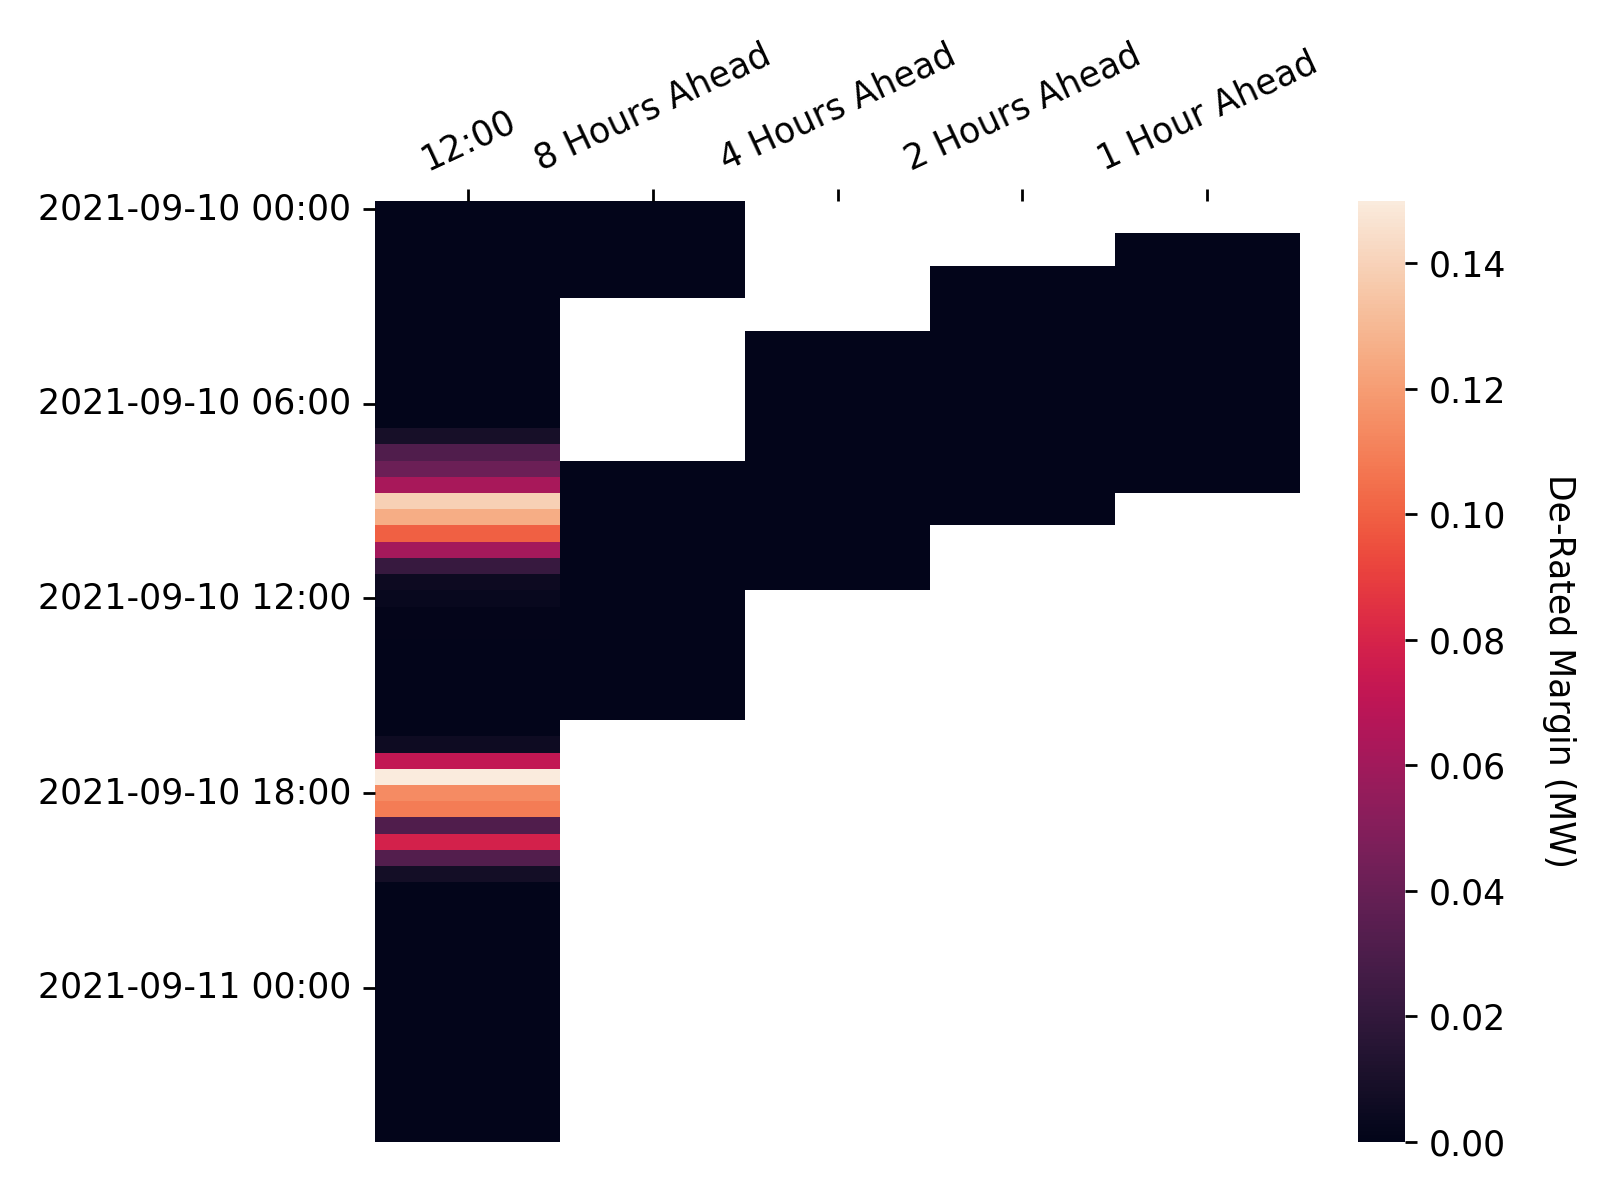 12:00
8 Hours Ahead
4 Hours Ahead
2 Hours Ahead
1 Hour Ahead
2021-09-10 00:00
2021-09-10 06:00
2021-09-10 12:00
2021-09-10 18:00
2021-09-11 00:00
0.14
0.12
0.10
0.08
0.06
0.04
0.02
0.00
De-Rated Margin (MW)